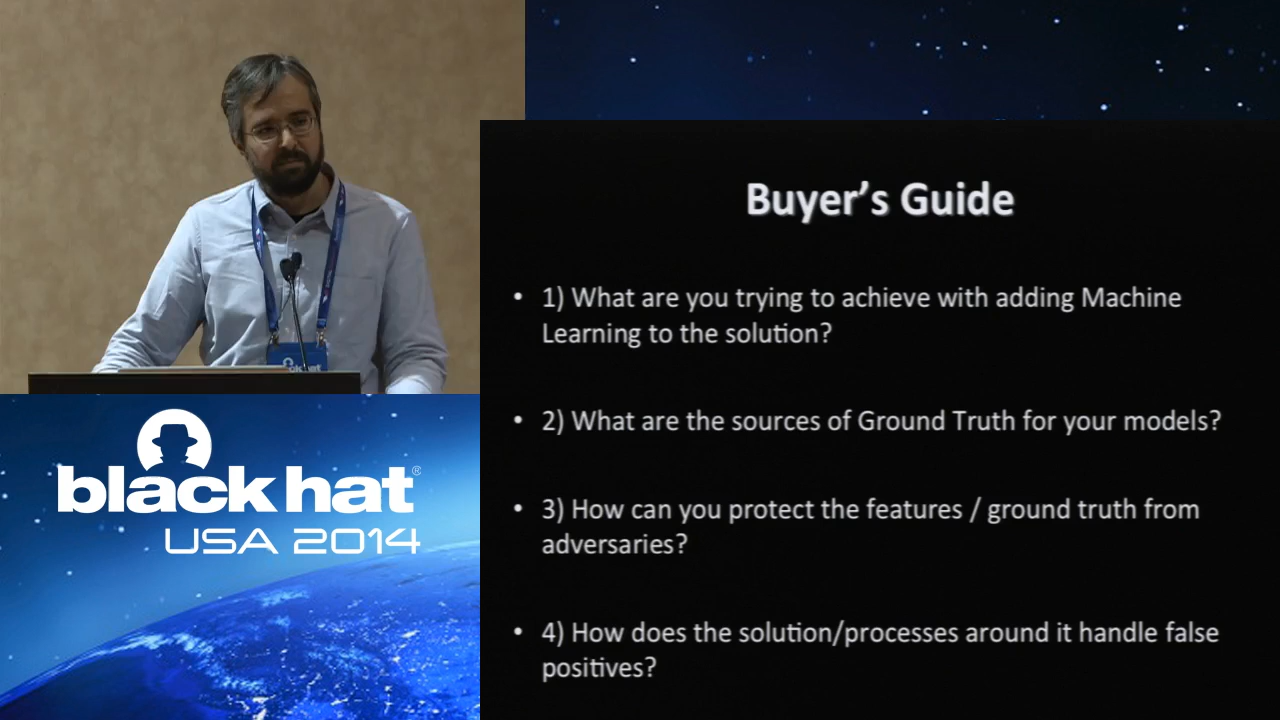 Buyer’s Guide
• 1) What are you trying to achieve with adding Machine
Learning to the solution?
• 2) What are the sources of Ground Truth for your models?
• 3) How can you protect the features / ground truth from
adversaries?
• 4) How does the solution/processes around it handle false
positives?
black hat®
USA 2014